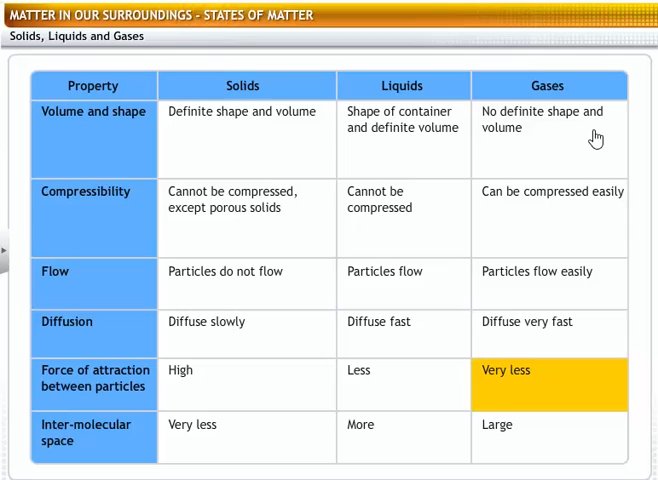 MATTER IN OUR SURROUNDINGS - STATES OF MATTER
Solids, Liquids and Gases
Property Solids Liquids Gases
Volume and shape Definite shape and volume Shape of container No definite shape and
and definite volume volume
Compressibility Cannot be compressed, Cannot be Can be compressed easily
except porous solids compressed
Flow Particles do not flow Particles flow Particles flow easily
Diffusion Diffuse slowly Diffuse fast Diffuse very fast
Force of attraction High Less Very less
between particles
Inter-molecular Very less More Large
space